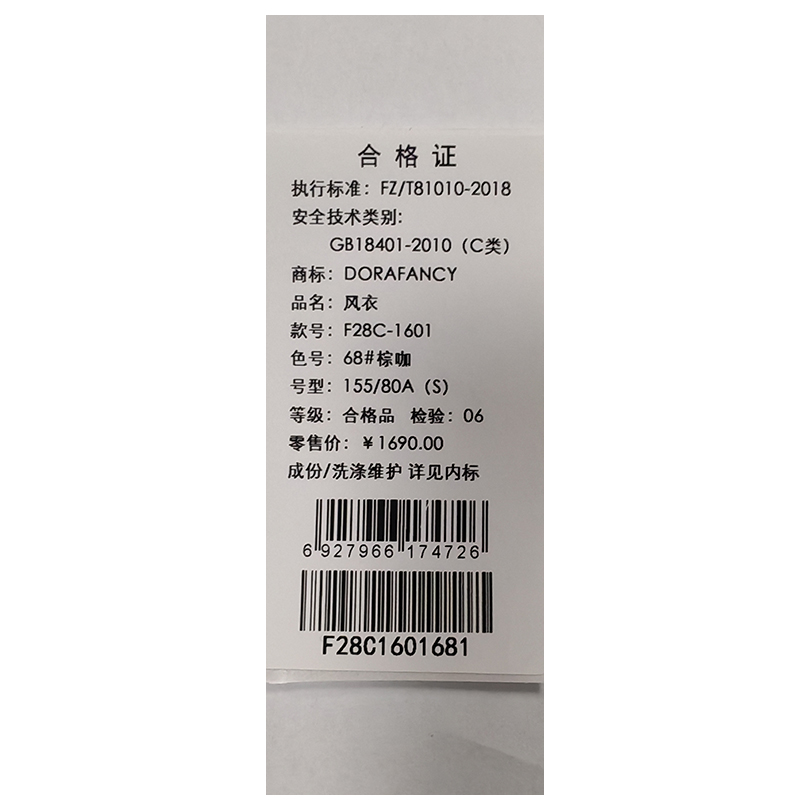 合格证
执行标准：FZ/T81010-2018
安全技术类别:
GB18401-2010（C类）
商标：DORAFANCY
品名：风衣
款号：F28C-1601
色号：68#棕咖
号型：155/80A（S）
等级：合格品 检验：06
零售价：￥1690.00
成份/洗涤维护 详见内标
6 927966 174726
F28C1601681